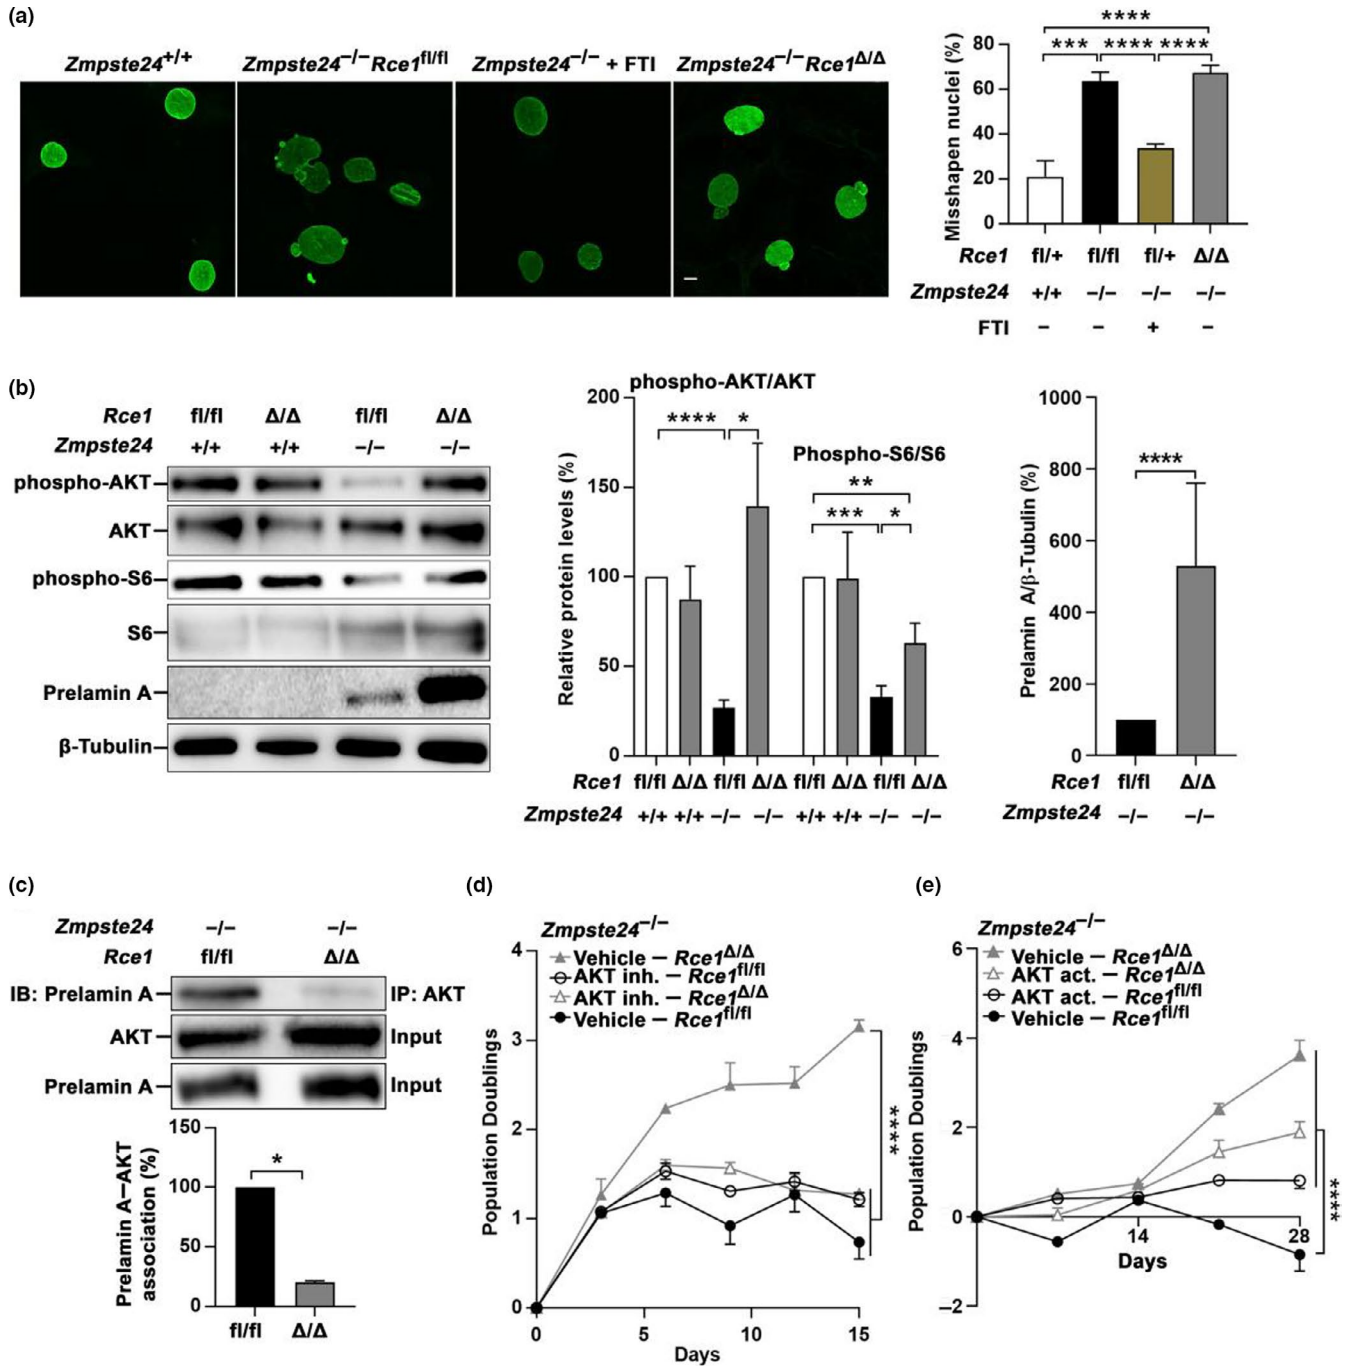 (a)
Zmpste24+/+ Zmpste24−/−Rce1fl/fl Zmpste24−/− + FTI Zmpste24−/−Rce1Δ/Δ
Misshapen nuclei (%)
80
60
40
20
0
**** 
*** **** ****
Rce1 fl/+ fl/fl fl/+ Δ/Δ
Zmpste24 +/+ −/− −/− −/−
FTI − − + −
(b)
Rce1 fl/fl Δ/Δ fl/fl Δ/Δ
Zmpste24 +/+ +/+ −/− −/−
phospho-AKT
AKT
phospho-S6
S6
Prelamin A
β-Tubulin
phospho-AKT/AKT
Phospho-S6/S6
Relative protein levels (%)
200
150
100
50
0
**** *
**
*** *
Rce1 fl/fl Δ/Δ fl/fl Δ/Δ fl/fl Δ/Δ fl/fl Δ/Δ
Zmpste24 +/+ +/+ −/− −/− +/+ +/+ −/− −/−
Prelamin A/β-Tubulin (%)
1000
800
600
400
200
0
****
Rce1 fl/fl Δ/Δ
Zmpste24 −/− −/−
(c)
Zmpste24 −/− −/−
Rce1 fl/fl Δ/Δ
IB: Prelamin A IP: AKT
AKT Input
Prelamin A Input
Prelamin A–AKT
association (%)
150
100
50
0
*
fl/fl Δ/Δ
(d)
Zmpste24−/−
Vehicle – Rce1Δ/Δ
AKT inh. – Rce1fl/fl
AKT inh. – Rce1Δ/Δ
Vehicle – Rce1fl/fl
Population Doublings
4
3
2
1
0
****
0 5 10 15
Days
(e)
Zmpste24−/−
Vehicle – Rce1Δ/Δ
AKT act. – Rce1Δ/Δ
AKT act. – Rce1fl/fl
Vehicle – Rce1fl/fl
Population Doublings
6
4
2
0
−2
14 28
Days
****